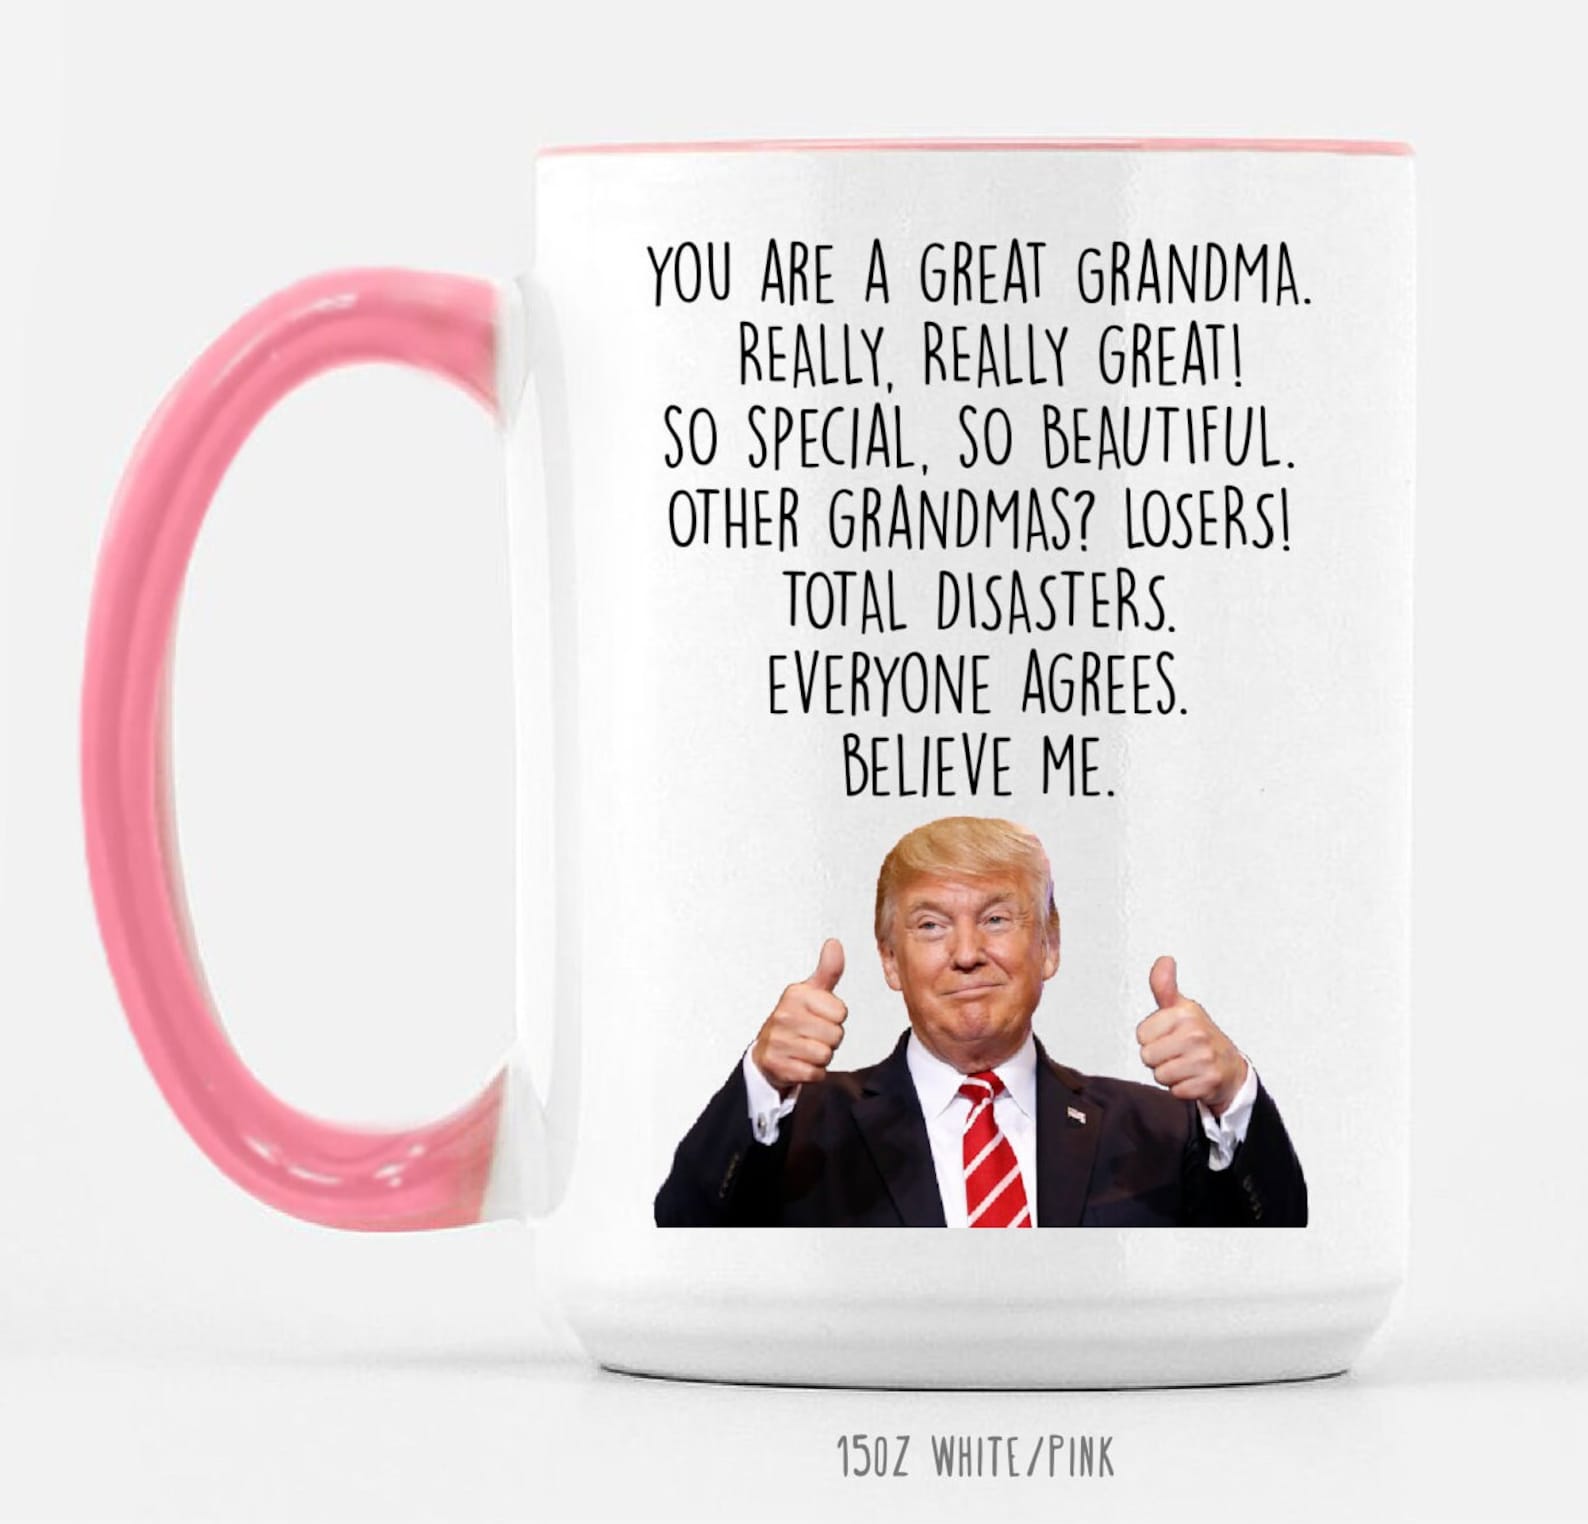 YOU ARE A GREAT GRANDMA.
REALLY, REALLY GREAT!
SO SPECIAL, SO BEAUTIFUL.
OTHER GRANDMAS? LOSERS!
TOTAL DISASTERS.
EVERYONE AGREES.
BELIEVE ME.
15OZ WHITE/PINK